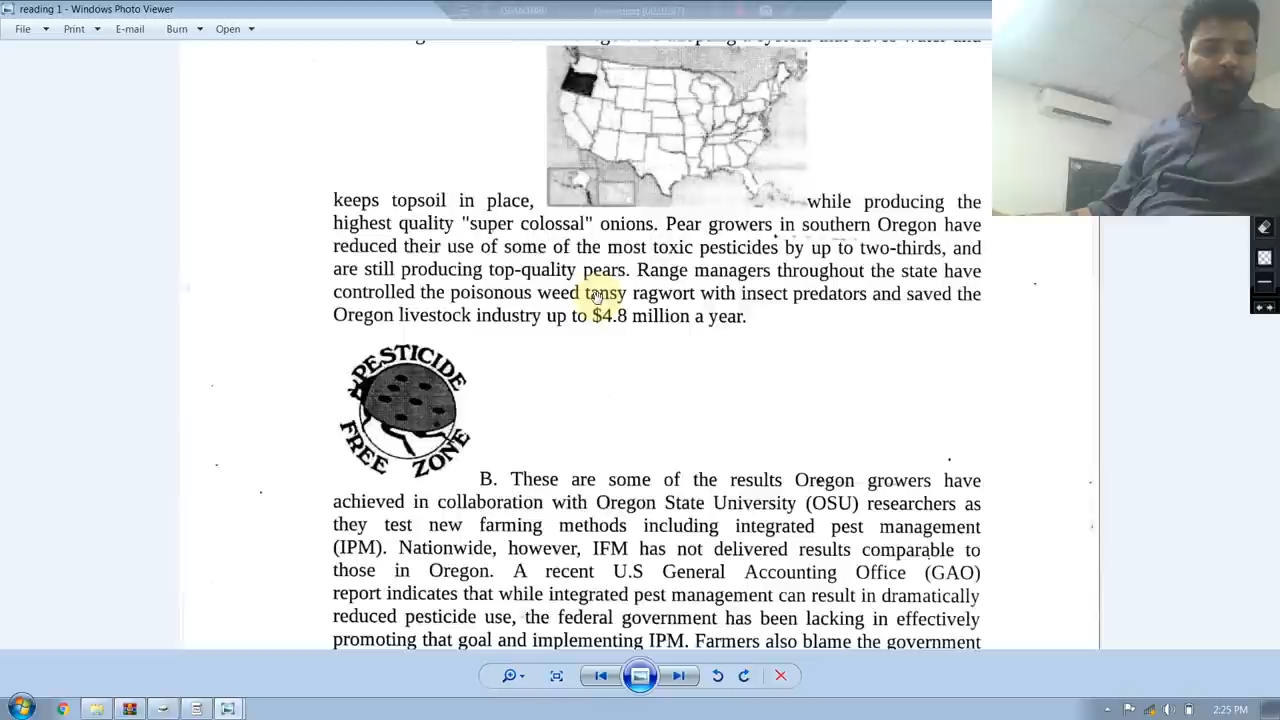 reading 1 - Windows Photo Viewer
File Print E-mail Burn Open
keeps topsoil in place, while producing the
highest quality "super colossal" onions. Pear growers in southern Oregon have
reduced their use of some of the most toxic pesticides by up to two-thirds, and
are still producing top-quality pears. Range managers throughout the state have
controlled the poisonous weed tansy ragwort with insect predators and saved the
Oregon livestock industry up to $4.8 million a year.
PESTICIDE
FREE ZONE
B. These are some of the results Oregon growers have
achieved in collaboration with Oregon State University (OSU) researchers as
they test new farming methods including integrated pest management
(IPM). Nationwide, however, IFM has not delivered results comparable to
those in Oregon. A recent U.S General Accounting Office (GAO)
report indicates that while integrated pest management can result in dramatically
reduced pesticide use, the federal government has been lacking in effectively
promoting that goal and implementing IPM. Farmers also blame the government
2:25 PM